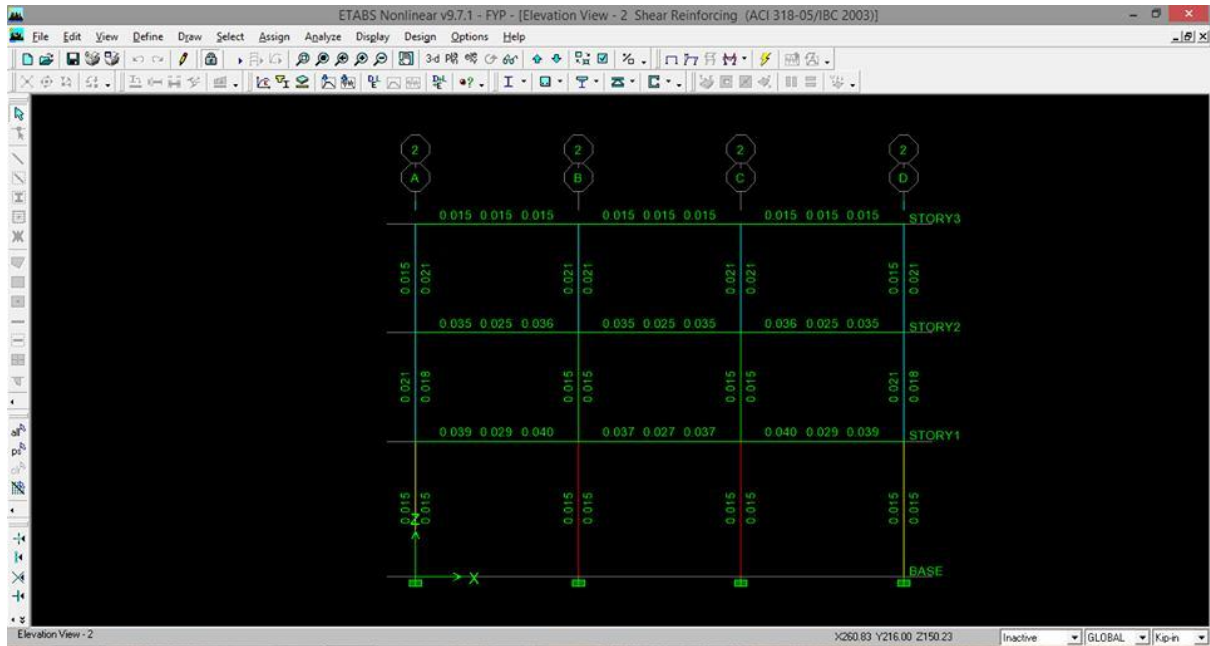 ETABS Nonlinear v9.7.1 - FYP - [Elevation View - 2 Shear Reinforcing (ACI 318-05/IBC 2003)]
File Edit View Define Draw Select Assign Analyze Display Design Options Help
3-d
2 2 2 2
A B C D
0.015 0.015 0.015 0.015 0.015 0.015 0.015 0.015 0.015 STORY3
0.015 0.021 0.021 0.021 0.021 0.021 0.015 0.021
0.035 0.025 0.036 0.035 0.025 0.035 0.036 0.025 0.035 STORY2
0.021 0.018 0.015 0.015 0.015 0.015 0.021 0.018
0.039 0.029 0.040 0.037 0.027 0.037 0.040 0.029 0.039 STORY1
0.015 0.015 0.015 0.015 0.015 0.015 0.015 0.015
Z
X BASE
Elevation View - 2 X260.83 Y216.00 Z150.23 Inactive GLOBAL Kip-in